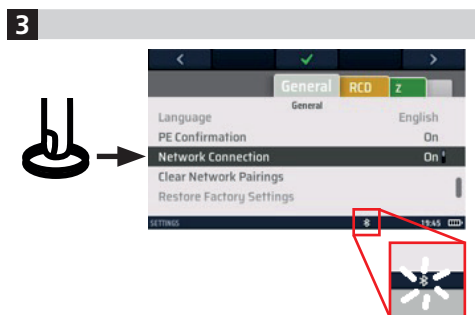 3
General RCD Z
General
Language English
PE Confirmation On
Network Connection On
Clear Network Pairings
Restore Factory Settings
SETTINGS 19:45